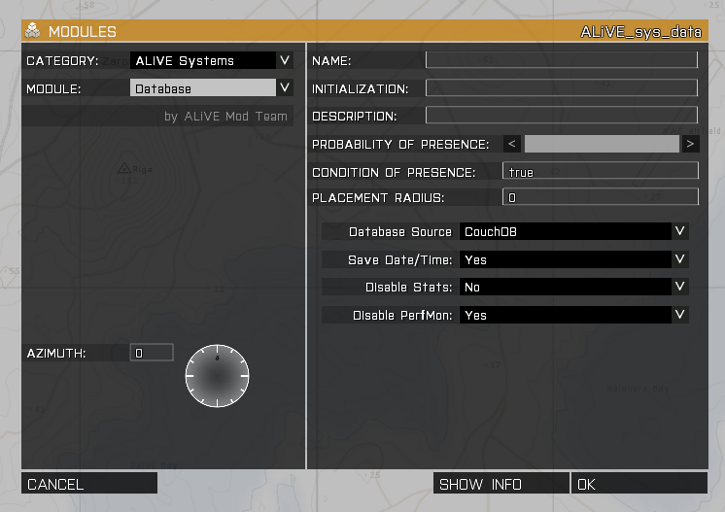 MODULES
ALiVE_sys_data
CATEGORY: ALiVE Systems V
MODULE: Database V
by ALiVE Mod Team
NAME:
INITIALIZATION:
DESCRIPTION:
PROBABILITY OF PRESENCE: < >
CONDITION OF PRESENCE: true
PLACEMENT RADIUS: 0
Database Source CouchDB V
Save Date/Time: Yes V
Disable Stats: No V
Disable PerfMon: Yes V
AZIMUTH: 0
CANCEL
SHOW INFO
OK